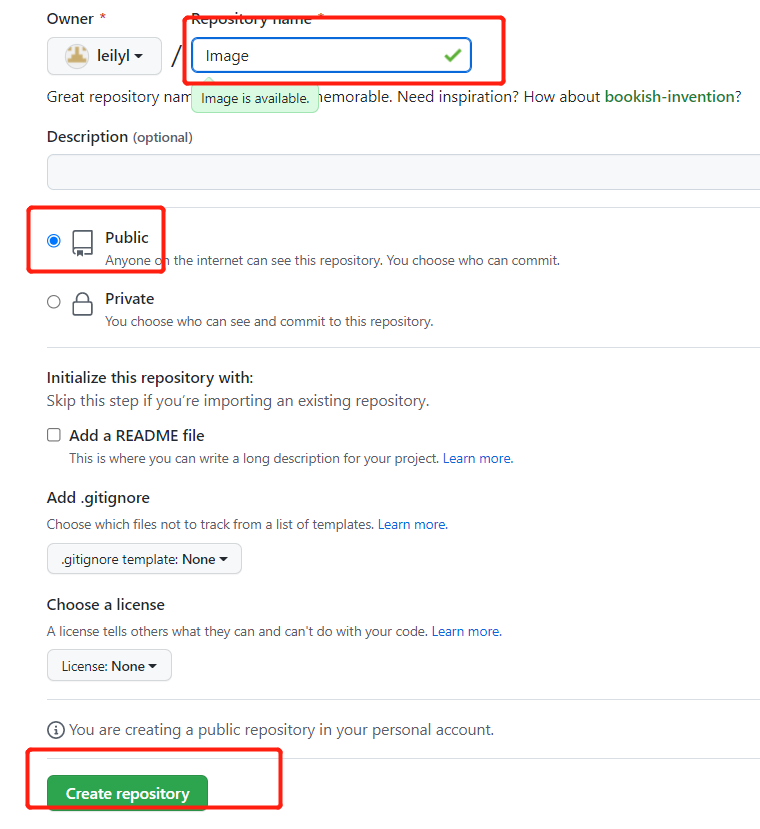 Owner *
Repository name *
leilyl
/
Image
Great repository nam
Image is available.
emorable. Need inspiration? How about bookish-invention?
Description (optional)
Public
Anyone on the internet can see this repository. You choose who can commit.
Private
You choose who can see and commit to this repository.
Initialize this repository with:
Skip this step if you’re importing an existing repository.
Add a README file
This is where you can write a long description for your project. Learn more.
Add .gitignore
Choose which files not to track from a list of templates. Learn more.
.gitignore template: None
Choose a license
A license tells others what they can and can't do with your code. Learn more.
License: None
You are creating a public repository in your personal account.
Create repository